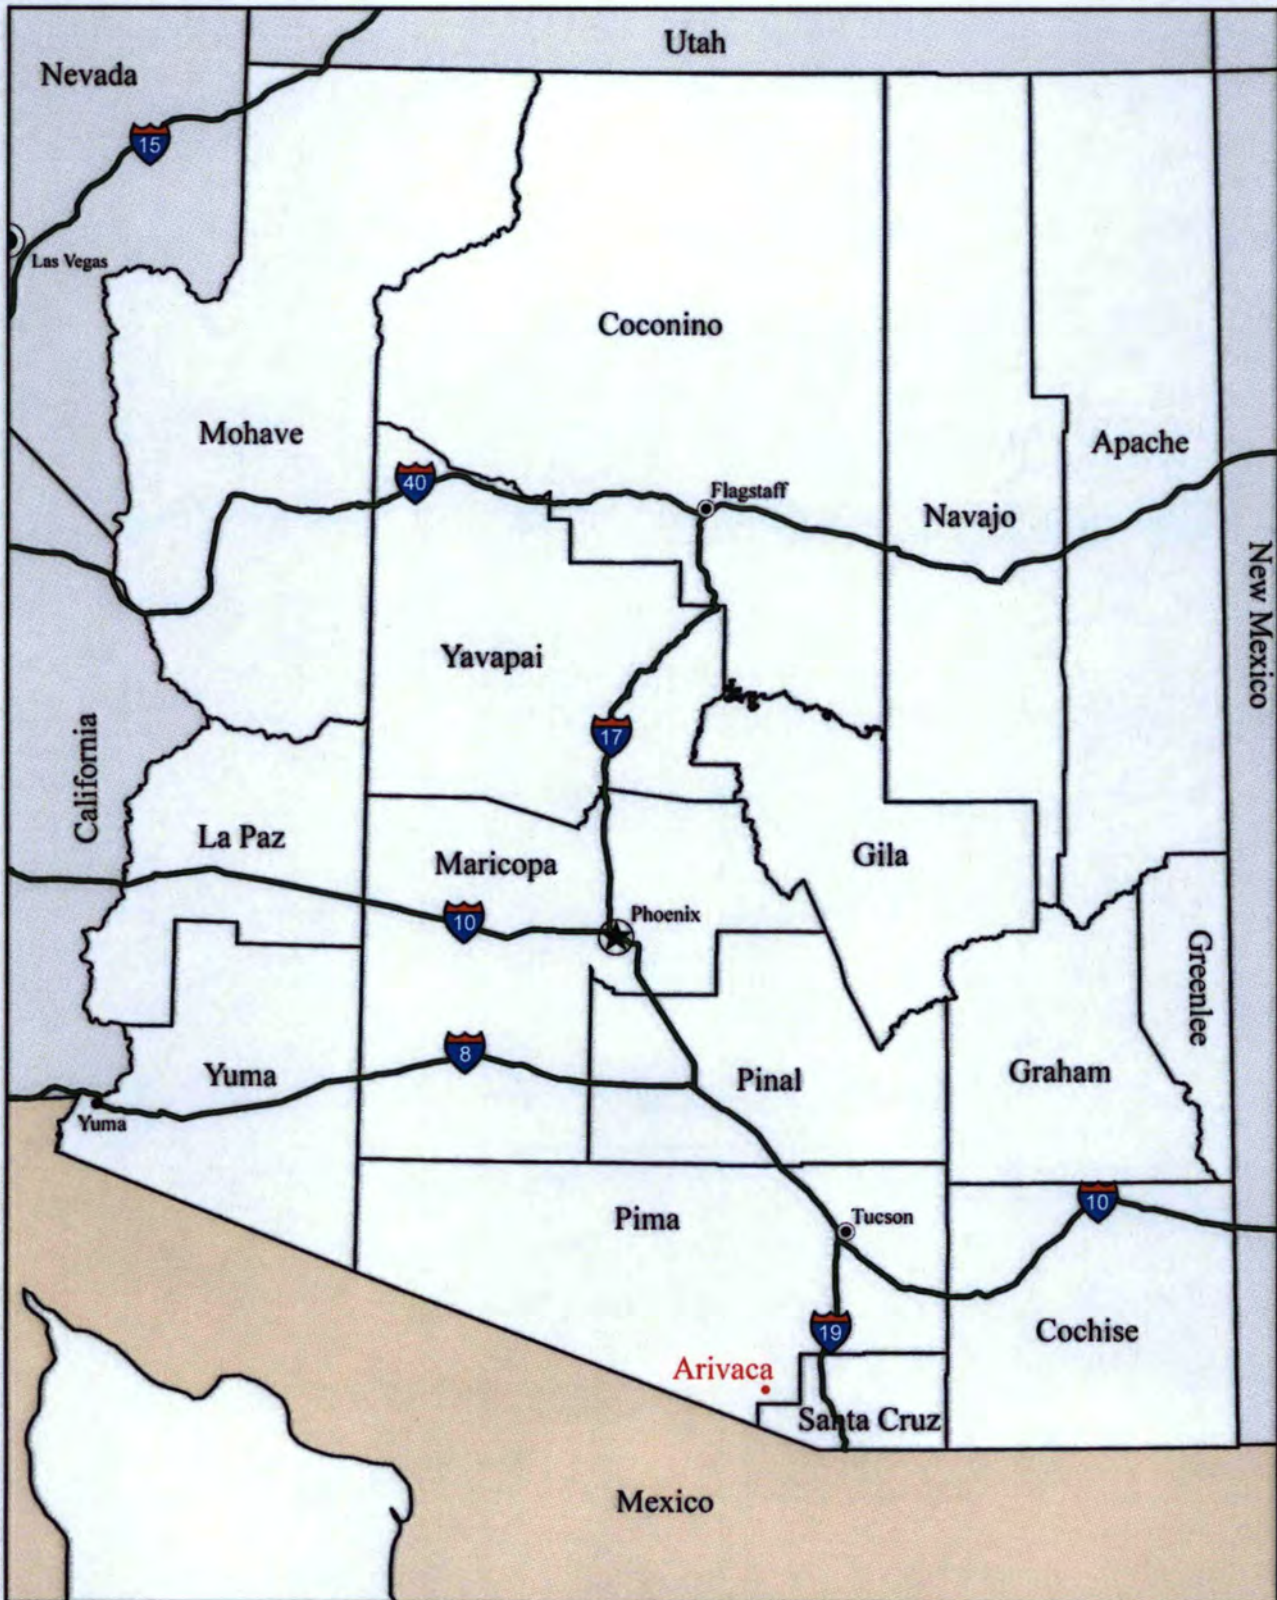 Utah
Nevada
15
Las Vegas
Coconino
Mohave
Apache
40
Flagstaff
Navajo
New Mexico
Yavapai
17
California
La Paz
Maricopa
Gila
10
Phoenix
Greenlee
8
Yuma
Pinal
Graham
Yuma
10
Pima
Tucson
19
Cochise
Arivaca
Santa Cruz
Mexico